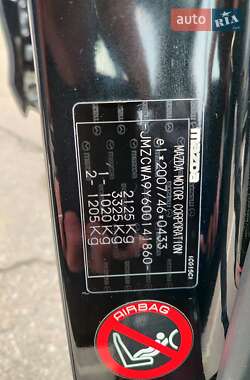 AUTO
RIA
mazda
MAZDA MOTOR CORPORATION
e1*2007/46*0433
JMZCWA9Y600141860
2125 Kg
3325 Kg
1- 1020 Kg
2- 1205 Kg
AIRBAG